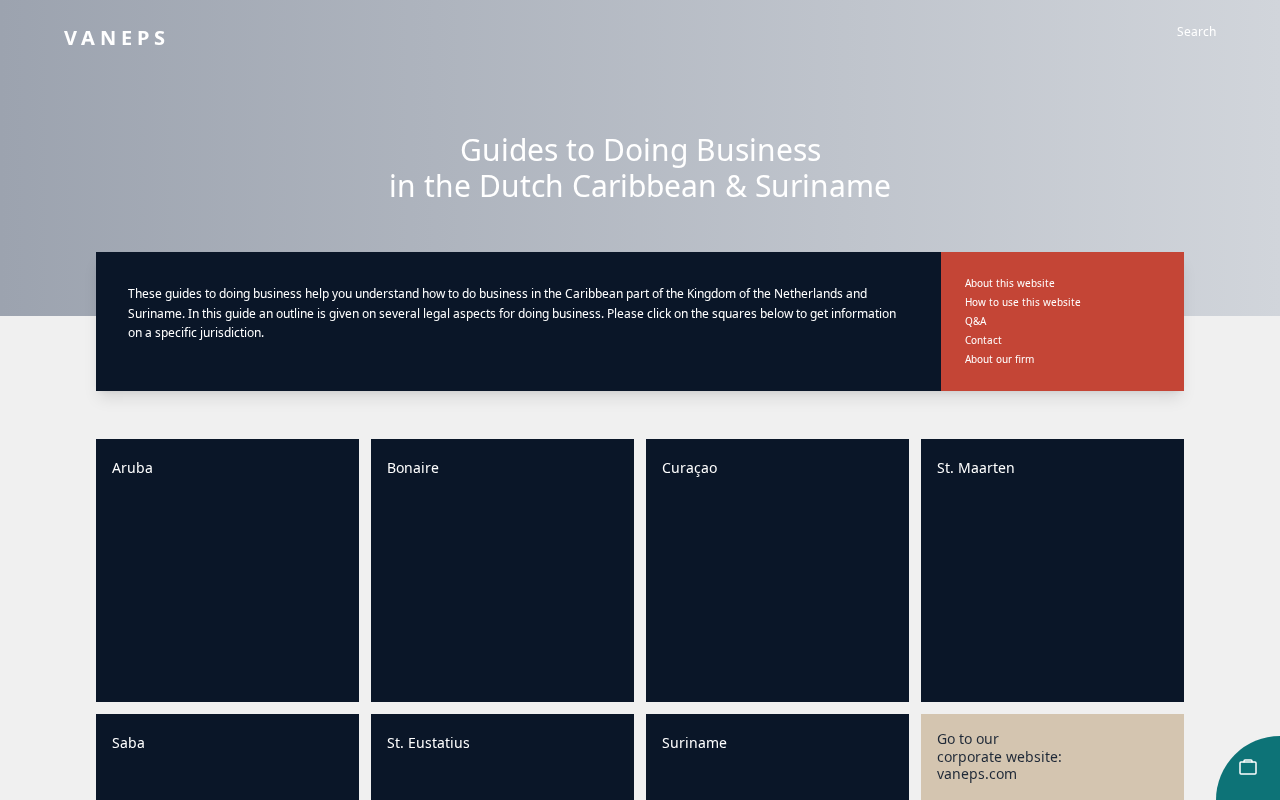 VANEPS
Search
Guides to Doing Business
in the Dutch Caribbean & Suriname
These guides to doing business help you understand how to do business in the Caribbean part of the Kingdom of the Netherlands and
Suriname. In this guide an outline is given on several legal aspects for doing business. Please click on the squares below to get information
on a specific jurisdiction.
About this website
How to use this website
Q&A
Contact
About our firm
Aruba
Bonaire
Curaçao
St. Maarten
Saba
St. Eustatius
Suriname
Go to our
corporate website:
vaneps.com